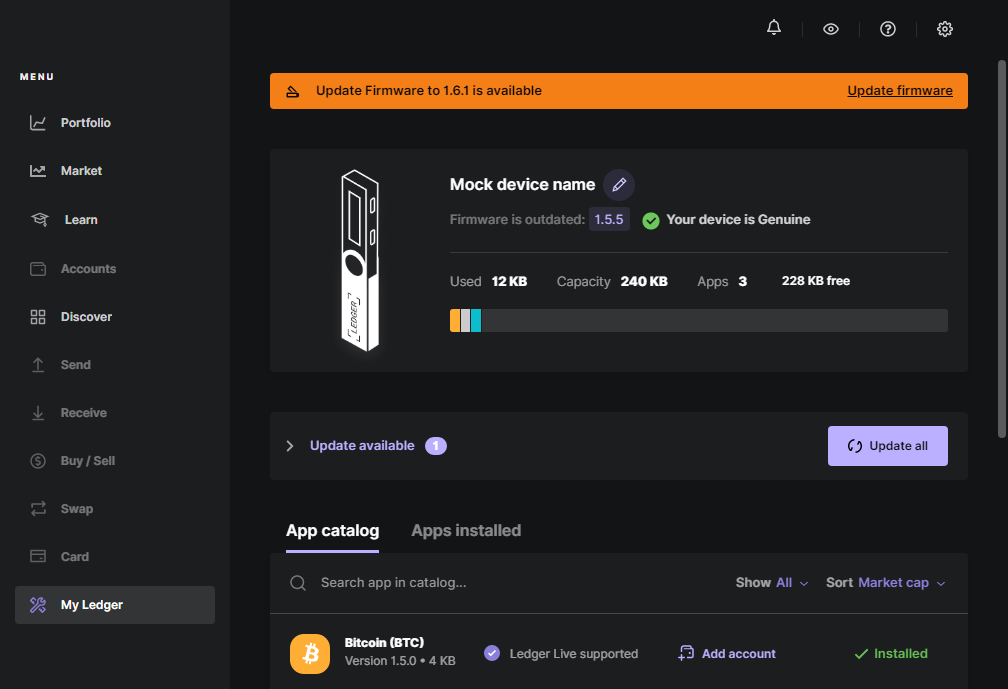 MENU
Portfolio
Market
Learn
Accounts
Discover
Send
Receive
Buy / Sell
Swap
Card
My Ledger
Update Firmware to 1.6.1 is available Update firmware
LEDGER
Mock device name
Firmware is outdated: 1.5.5 Your device is Genuine
Used 12 KB Capacity 240 KB Apps 3 228 KB free
Update available 1 Update all
App catalog Apps installed
Search app in catalog... Show All Sort Market cap
Bitcoin (BTC)
Version 1.5.0 • 4 KB Ledger Live supported Add account Installed